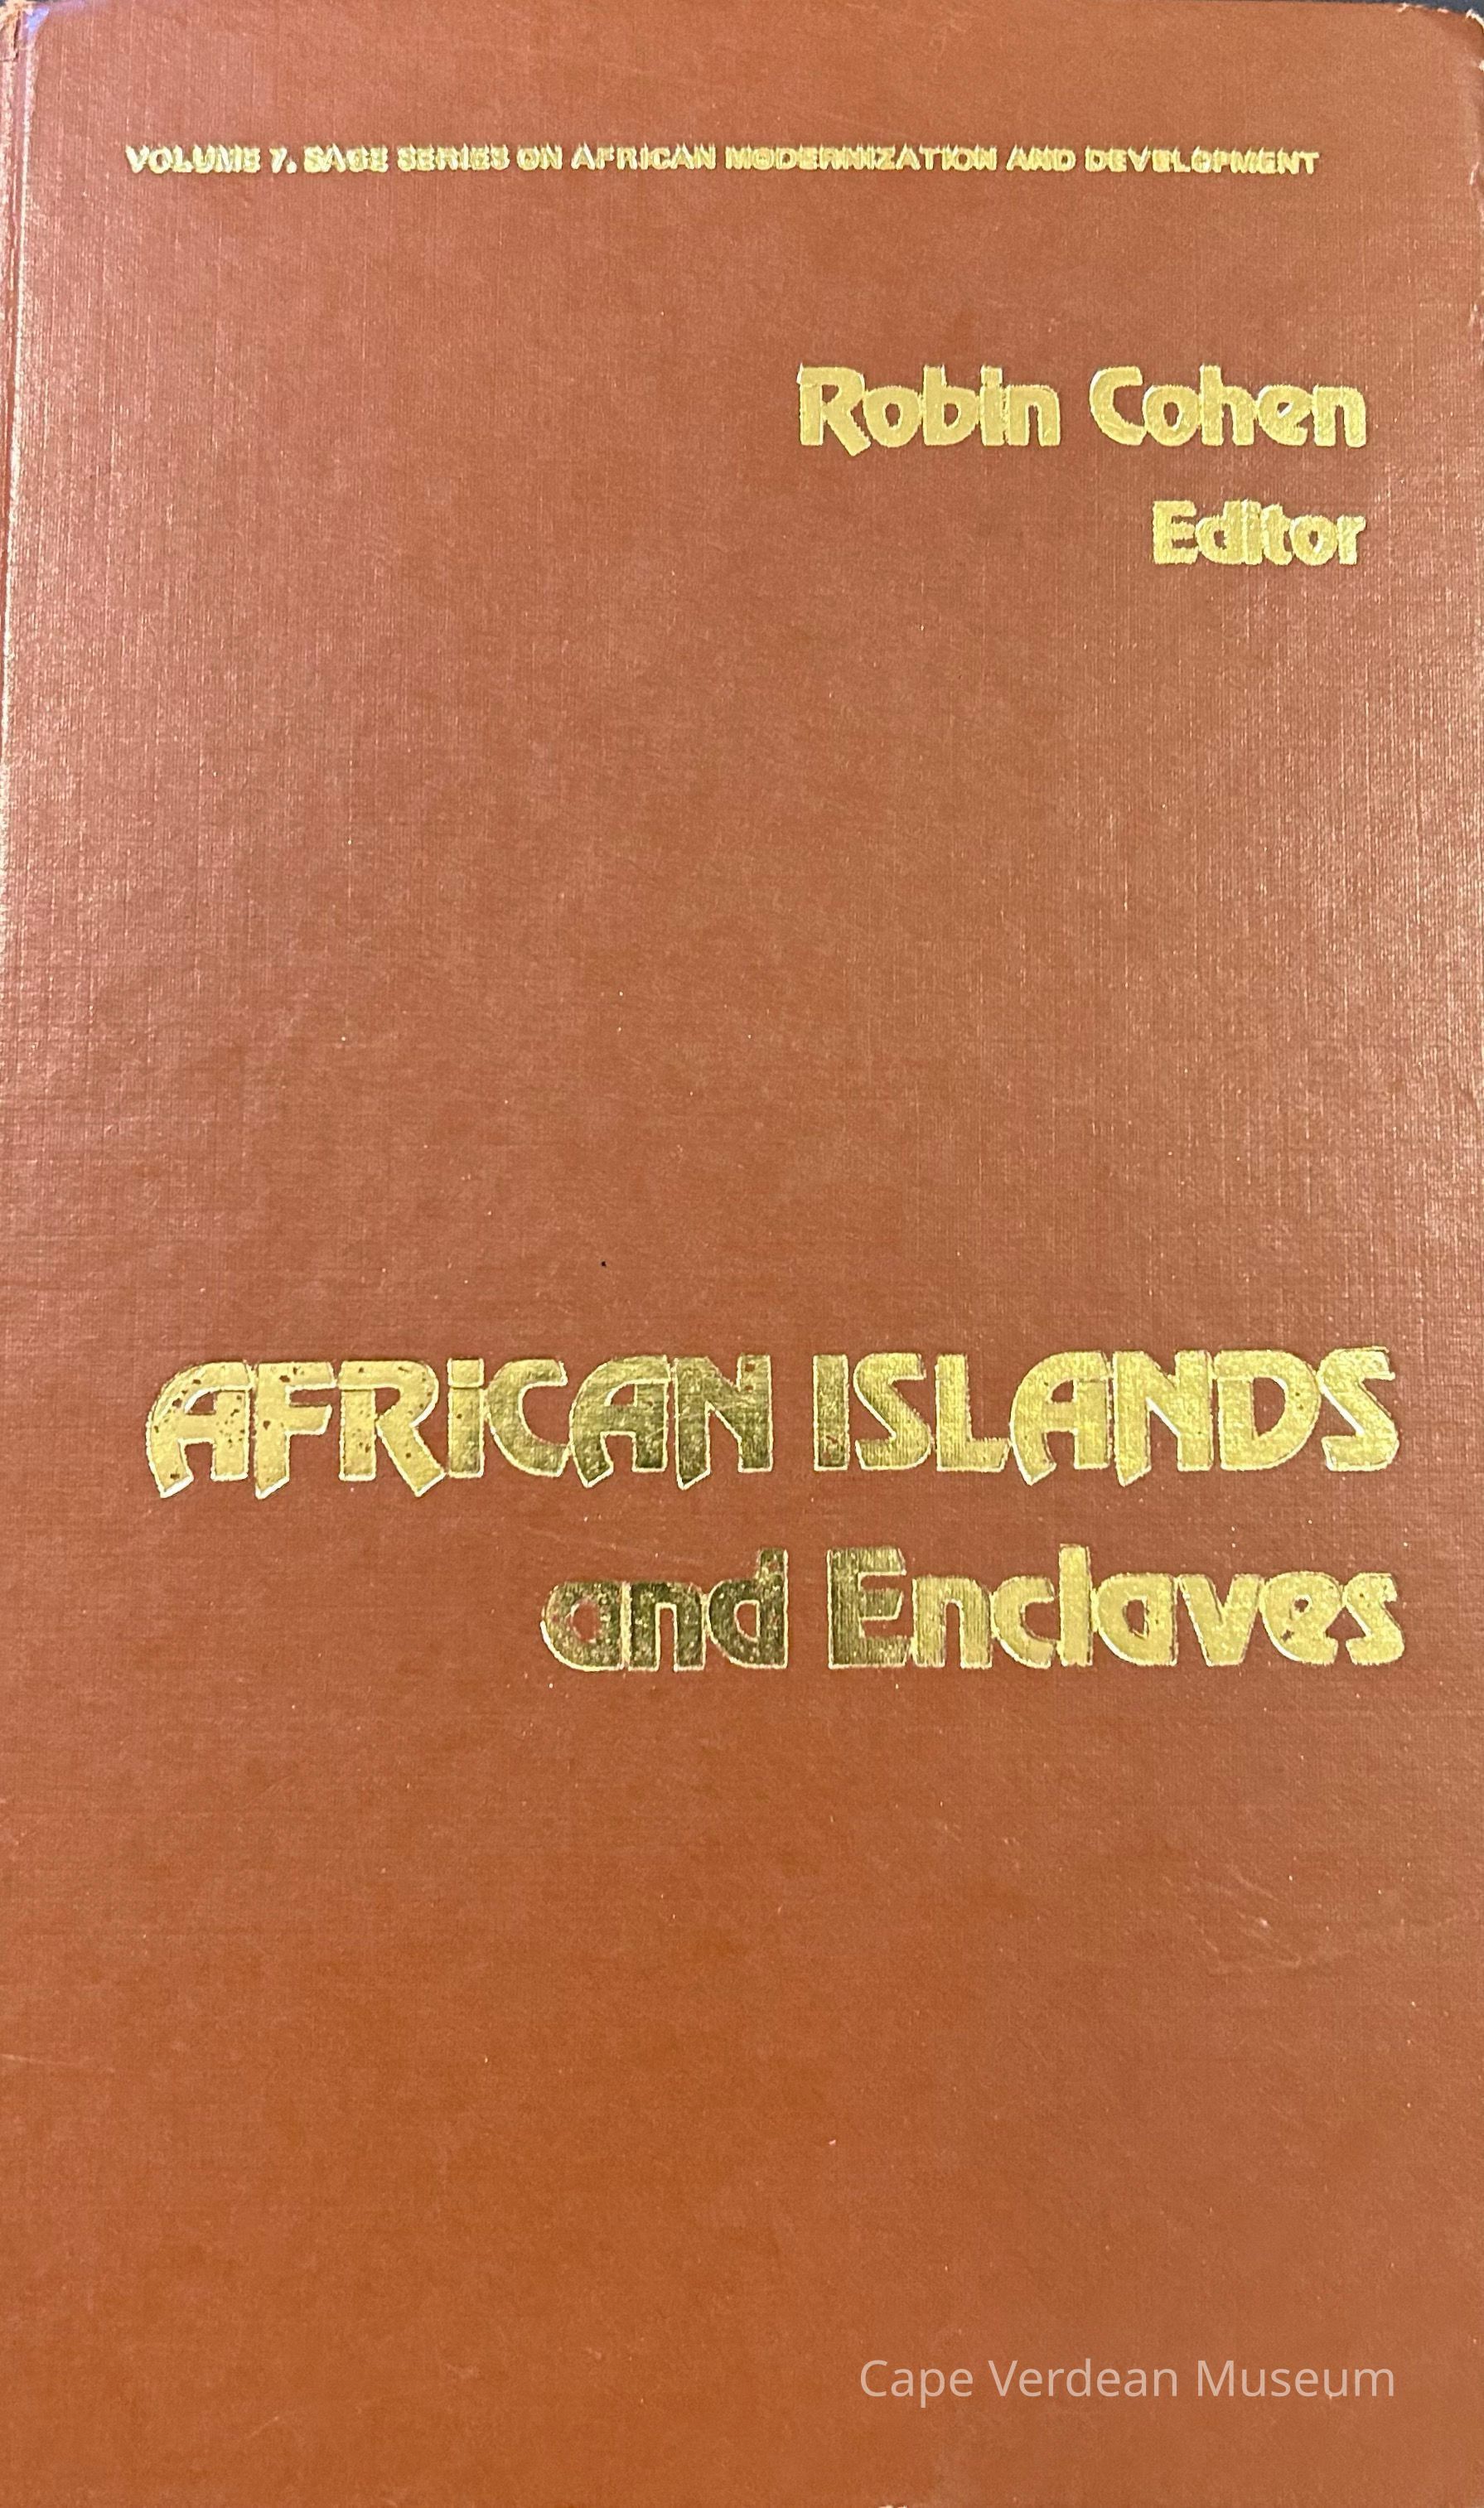 VOLUME 7. SAGE SERIES ON AFRICAN MODERNIZATION AND DEVELOPMENT
Robin Cohen
Editor
AFRICAN ISLANDS
and Enclaves
Cape Verdean Museum